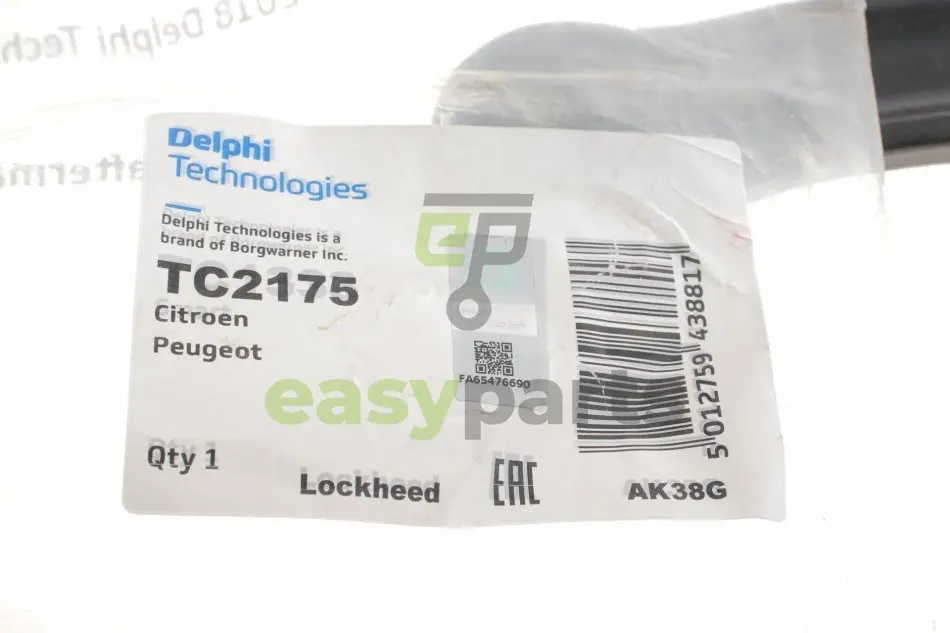 2018 Delphi Tech
afterma
Delphi
Technologies
Delphi Technologies is a
brand of Borgwarner Inc.
TC2175
Citroen
Peugeot
FA65476690
5 012759 438817
Qty 1
Lockheed
EAC
AK38G
easyparts